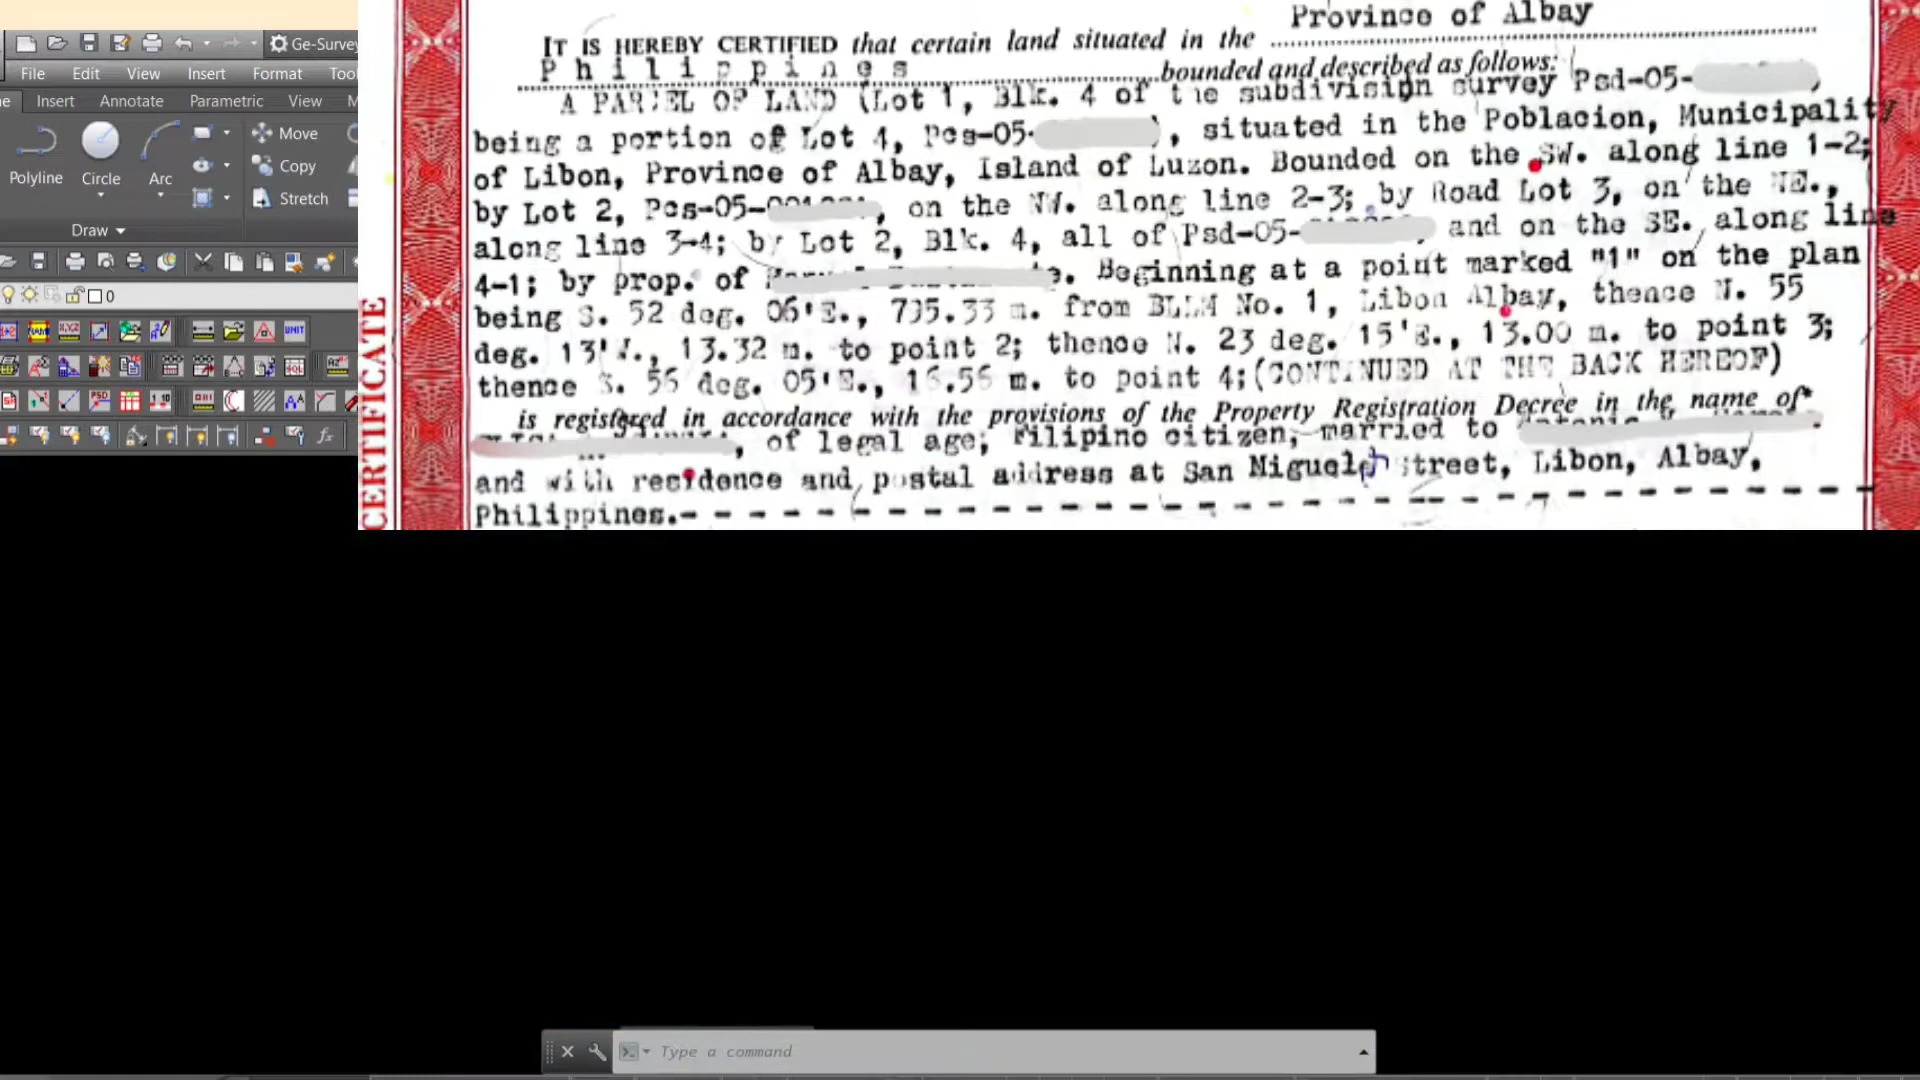 Ge-Survey
File Edit View Insert Format Tool
Insert Annotate Parametric View M
Polyline Circle Arc Move Copy Stretch
Draw
0
CERTIFICATE
Province of Albay
IT IS HEREBY CERTIFIED that certain land situated in the
Philippines bounded and described as follows:
A PARCEL OF LAND (Lot 1, Blk. 4 of the subdivision survey Psd-05-
being a portion of Lot 4, Pcs-05- , situated in the Poblacion, Municipality
of Libon, Province of Albay, Island of Luzon. Bounded on the SW. along line 1-2;
by Lot 2, Pcs-05- , on the NW. along line 2-3; by Road Lot 3, on the NE.,
along line 3-4; by Lot 2, Blk. 4, all of Psd-05- and on the SE. along line
4-1; by prop. of . Beginning at a point marked "1" on the plan
being S. 52 deg. 06'E., 795.33 m. from BLLM No. 1, Libon Albay, thence N. 55
deg. 13'W., 13.32 m. to point 2; thence N. 23 deg. 15'E., 13.00 m. to point 3;
thence S. 56 deg. 05'E., 16.56 m. to point 4;(CONTINUED AT THE BACK HEREOF)
is registered in accordance with the provisions of the Property Registration Decree in the name of
, of legal age; Filipino citizen, married to
and with residence and postal address at San Miguel Street, Libon, Albay,
Philippines.- - - - - - - - - - - - - - - - - - - - - - - - - -
Type a command